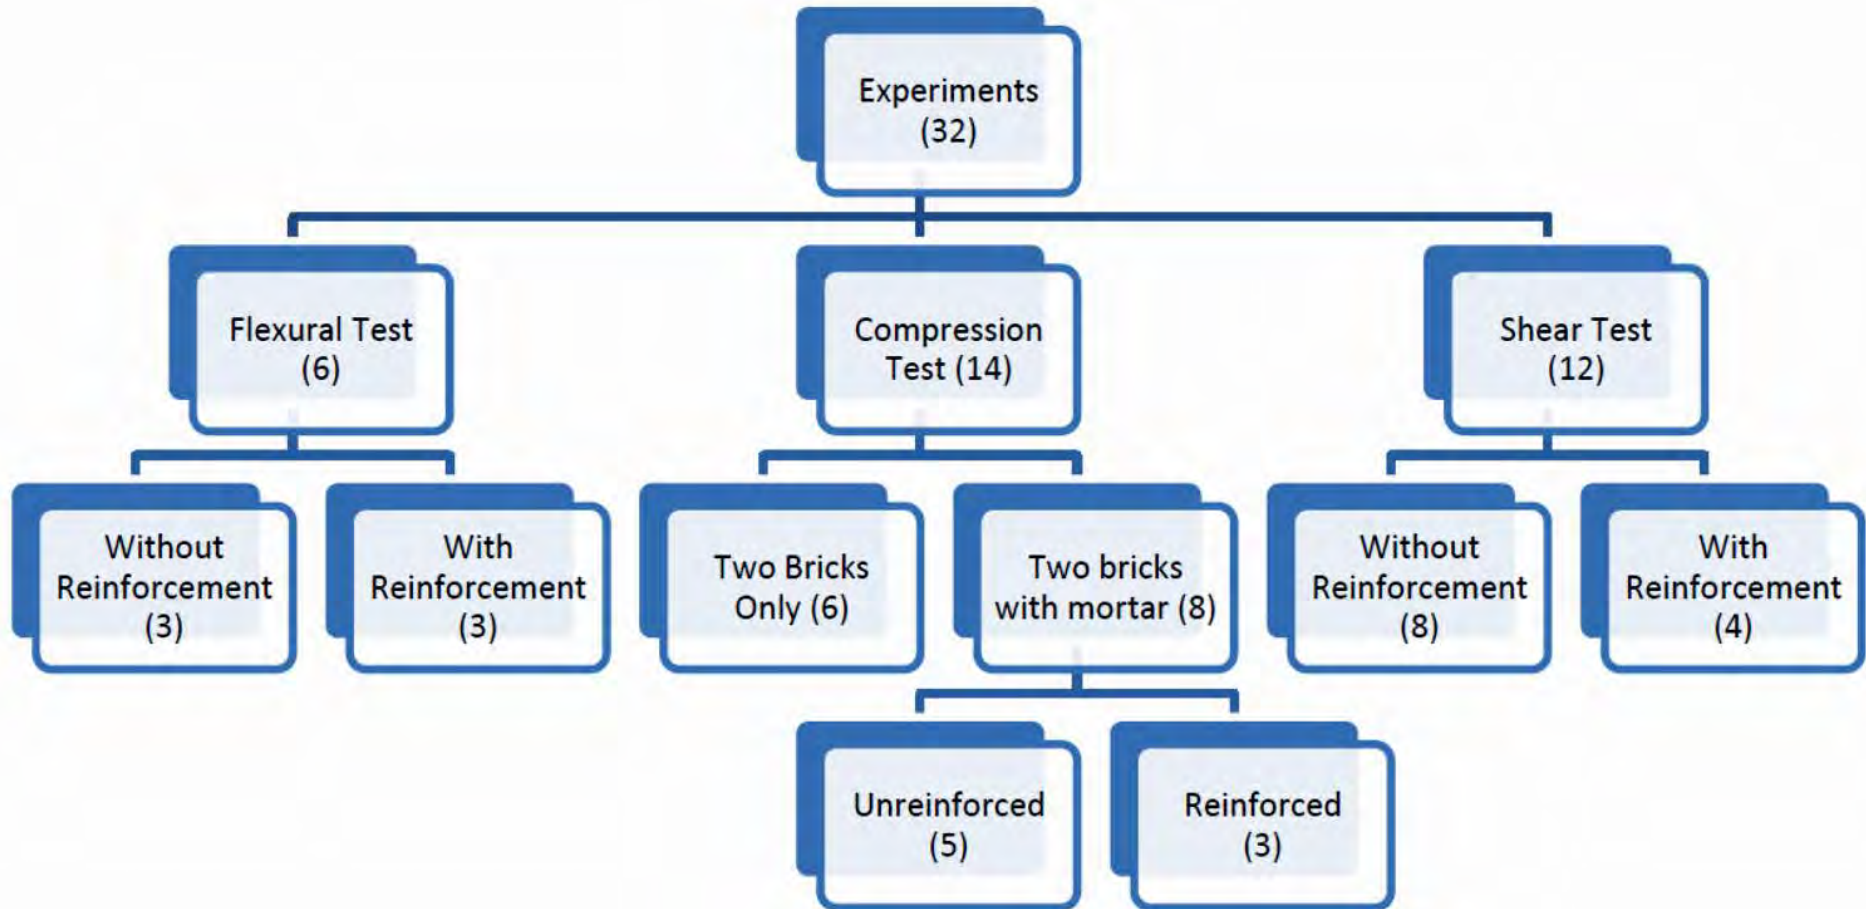 Experiments
(32)
Flexural Test
(6)
Compression
Test (14)
Shear Test
(12)
Without
Reinforcement
(3)
With
Reinforcement
(3)
Two Bricks
Only (6)
Two bricks
with mortar (8)
Without
Reinforcement
(8)
With
Reinforcement
(4)
Unreinforced
(5)
Reinforced
(3)